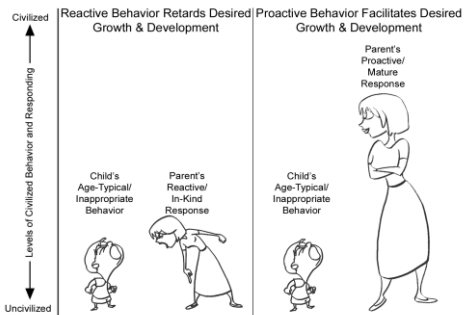 Civilized
Levels of Civilized Behavior and Responding
Uncivilized
Reactive Behavior Retards Desired
Growth & Development
Child's
Age-Typical/
Inappropriate
Behavior
Parent's
Reactive/
In-Kind
Response
Proactive Behavior Facilitates Desired
Growth & Development
Child's
Age-Typical/
Inappropriate
Behavior
Parent's
Proactive/
Mature
Response